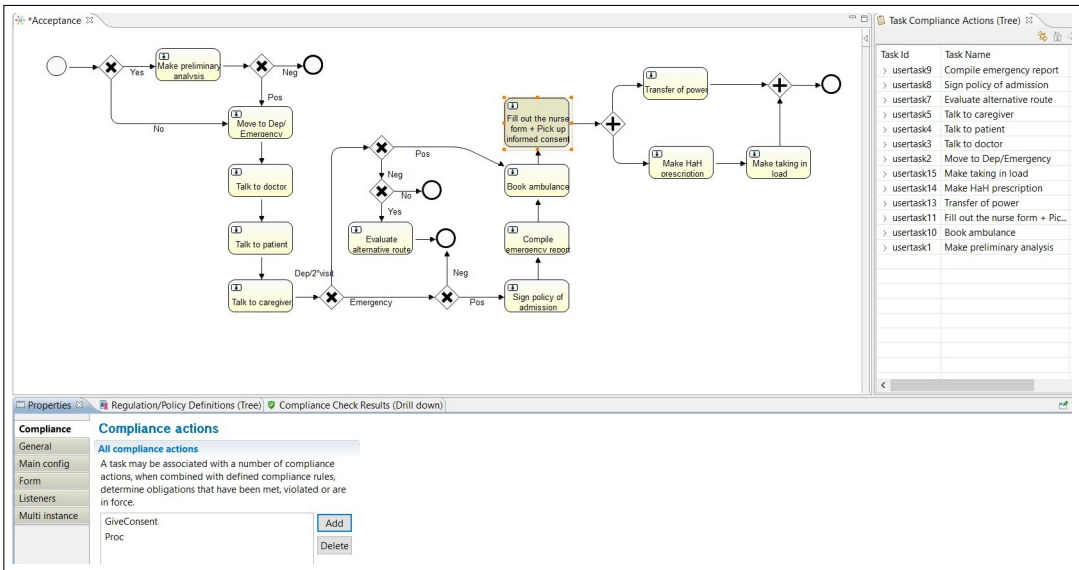 *Acceptance
Yes
Make preliminary
analysis
Neg
Pos
No
Move to Dep/
Emergency
Talk to doctor
Talk to patient
Talk to caregiver
Dep/2°visit
Emergency
Neg
Pos
Pos
Neg
No
Yes
Evaluate
alternative route
Fill out the nurse
form + Pick up
informed consent
Book ambulance
Compile
emergency report
Sign policy of
admission
Transfer of power
Make HaH
prescription
Make taking in
load
Task Compliance Actions (Tree)
Task Id Task Name
usertask9 Compile emergency report
usertask8 Sign policy of admission
usertask7 Evaluate alternative route
usertask5 Talk to caregiver
usertask4 Talk to patient
usertask3 Talk to doctor
usertask2 Move to Dep/Emergency
usertask15 Make taking in load
usertask14 Make HaH prescription
usertask13 Transfer of power
usertask11 Fill out the nurse form + Pic...
usertask10 Book ambulance
usertask1 Make preliminary analysis
Properties Regulation/Policy Definitions (Tree) Compliance Check Results (Drill down)
Compliance
General
Main config
Form
Listeners
Multi instance
Compliance actions
All compliance actions
A task may be associated with a number of compliance
actions, when combined with defined compliance rules,
determine obligations that have been met, violated or are
in force.
GiveConsent
Proc
Add
Delete